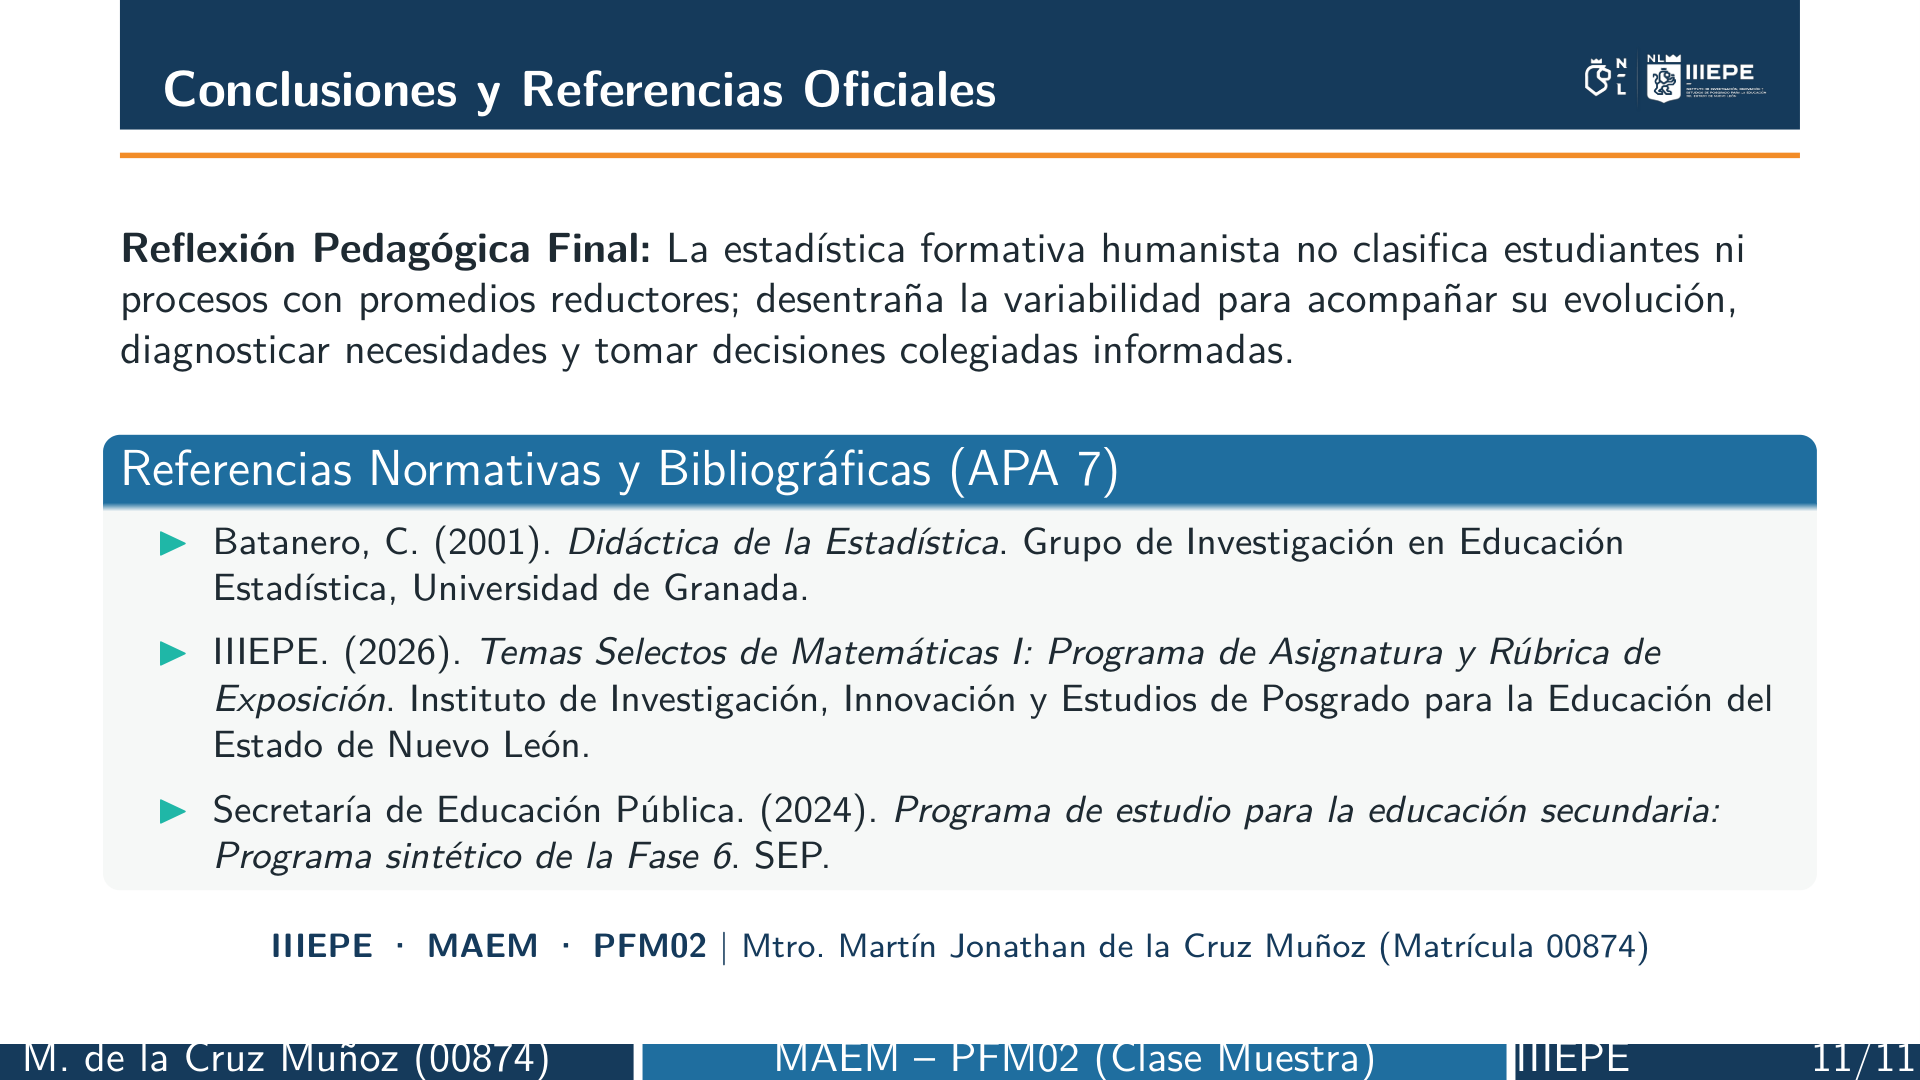 Conclusiones y Referencias Oficiales
N
L
NL
IIIEPE
Reflexión Pedagógica Final: La estadística formativa humanista no clasifica estudiantes ni
procesos con promedios reductores; desentraña la variabilidad para acompañar su evolución,
diagnosticar necesidades y tomar decisiones colegiadas informadas.
Referencias Normativas y Bibliográficas (APA 7)
Batanero, C. (2001). Didáctica de la Estadística. Grupo de Investigación en Educación
Estadística, Universidad de Granada.
IIIEPE. (2026). Temas Selectos de Matemáticas I: Programa de Asignatura y Rúbrica de
Exposición. Instituto de Investigación, Innovación y Estudios de Posgrado para la Educación del
Estado de Nuevo León.
Secretaría de Educación Pública. (2024). Programa de estudio para la educación secundaria:
Programa sintético de la Fase 6. SEP.
IIIEPE · MAEM · PFM02 | Mtro. Martín Jonathan de la Cruz Muñoz (Matrícula 00874)
M. de la Cruz Muñoz (00874)
MAEM – PFM02 (Clase Muestra)
IIIEPE
11/11